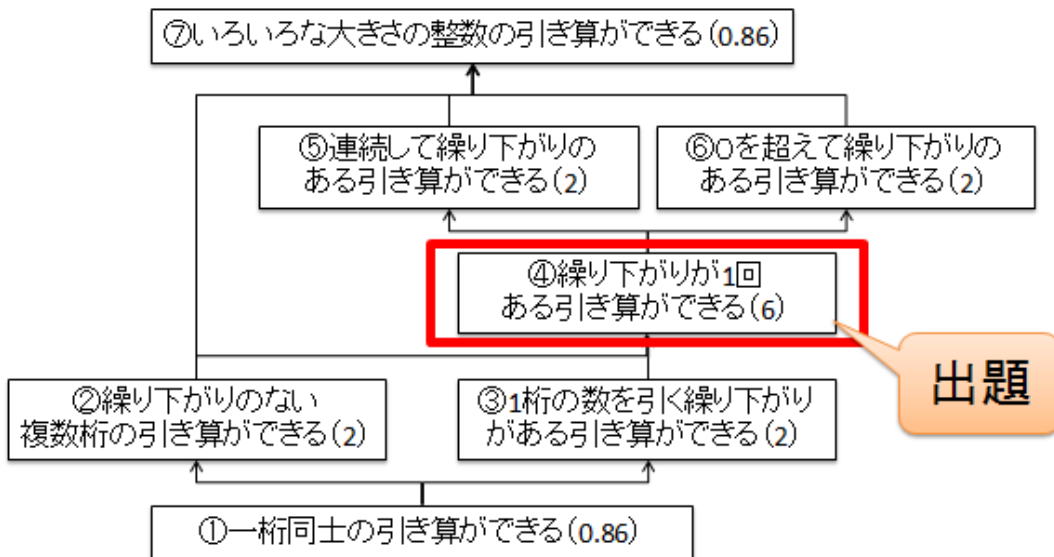 ⑦いろいろな大きさの整数の引き算ができる(0.86)
⑤連続して繰り下がりの
ある引き算ができる(2)
⑥0を超えて繰り下がりの
ある引き算ができる(2)
④繰り下がりが1回
ある引き算ができる(6)
出題
②繰り下がりのない
複数桁の引き算ができる(2)
③1桁の数を引く繰り下がり
がある引き算ができる(2)
①一桁同士の引き算ができる(0.86)